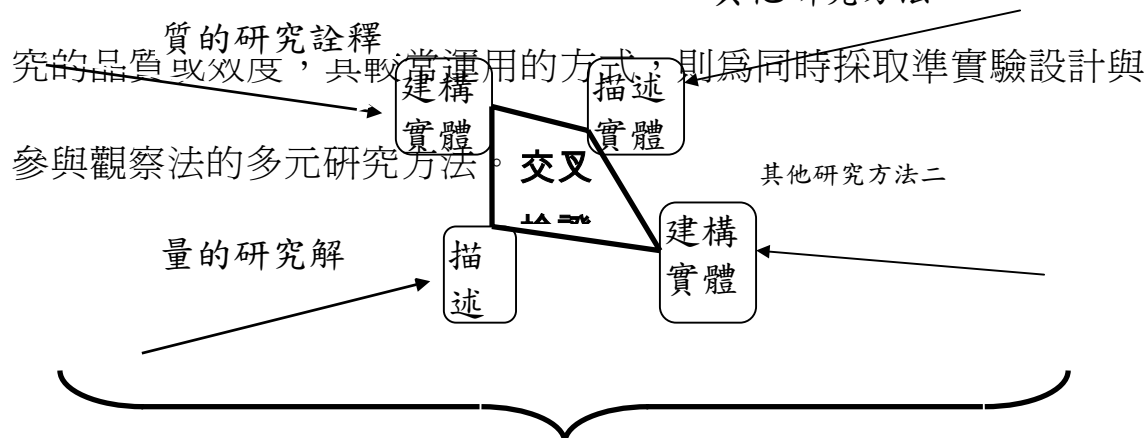 質的研究詮釋
究的品質或效度，其較常運用的方式，則為同時採取準實驗設計與
建構
實體
描述
實體
參與觀察法的多元研究方法。
交叉
其他研究方法二
量的研究解
描
述
建構
實體